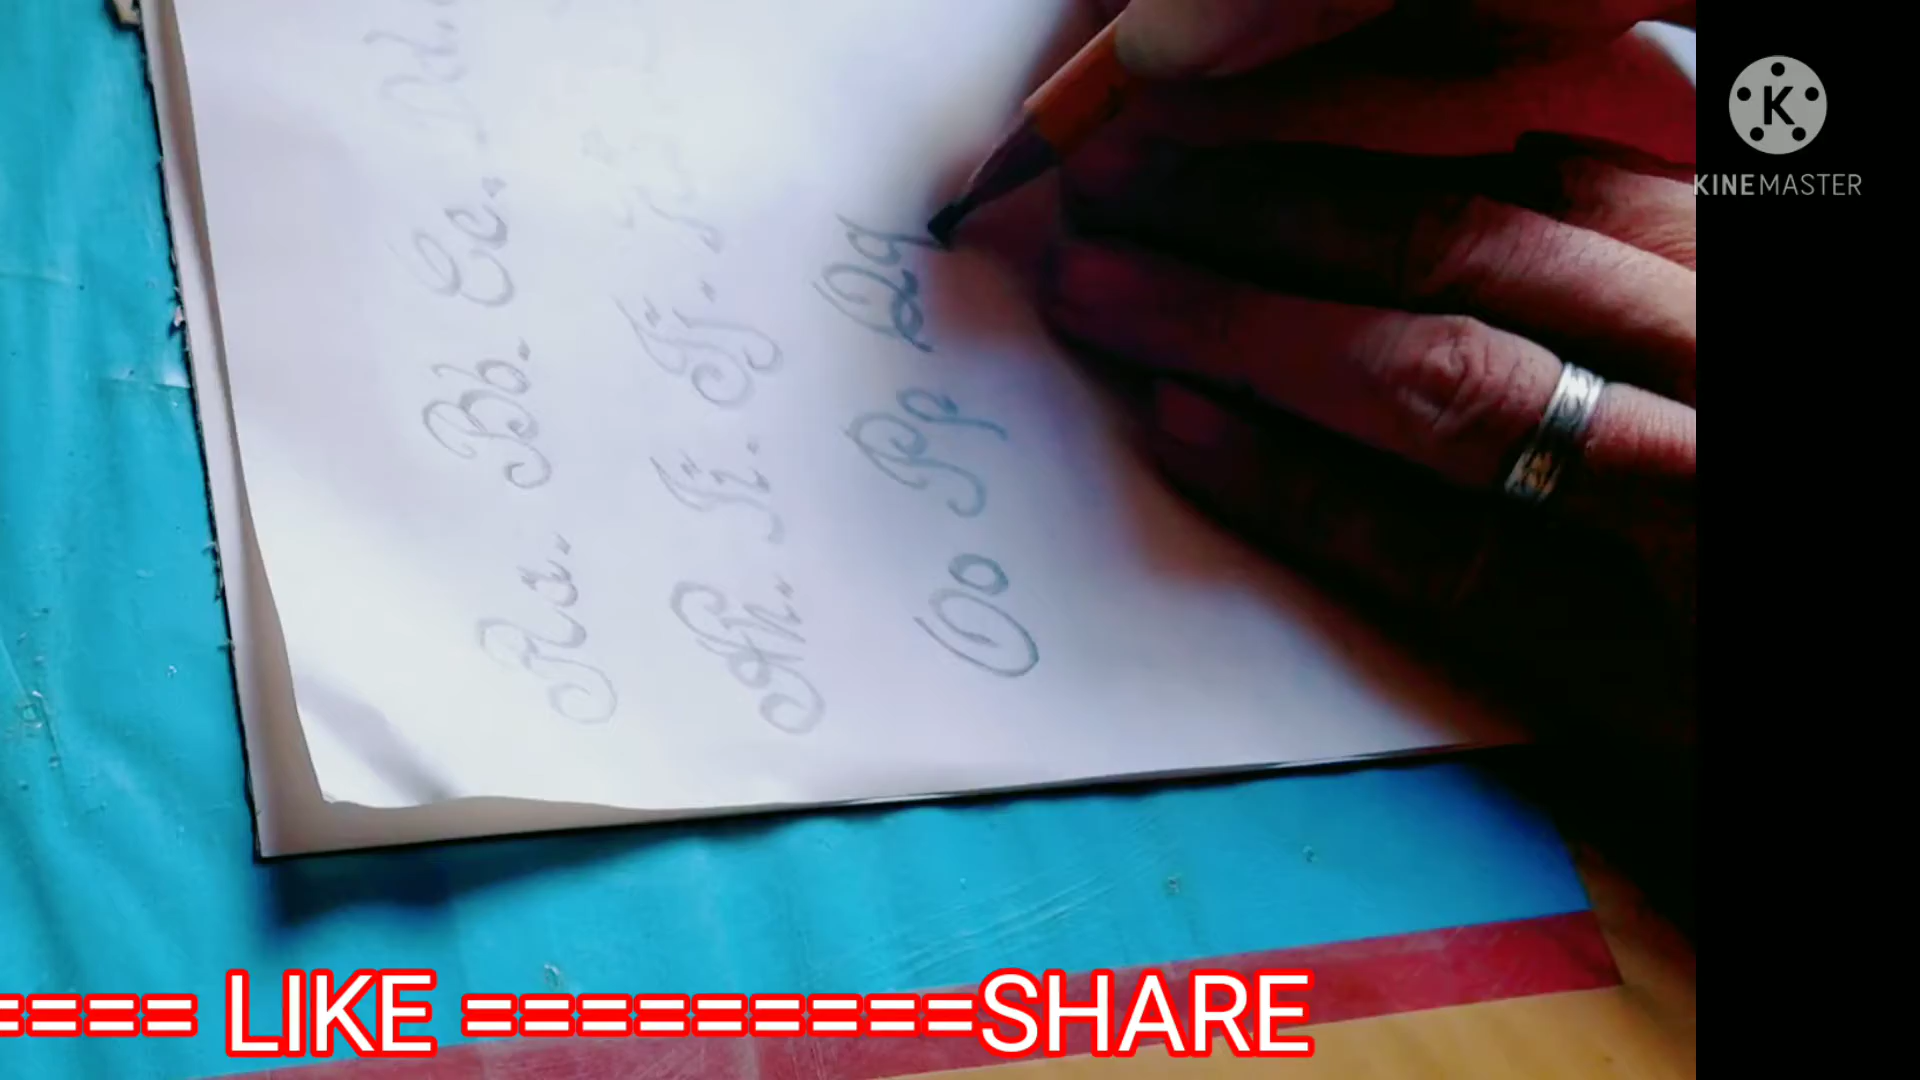 Aa. Bb. Cc. Dd.
Hh. Ii. Jj.
Oo Pp Qq
KINEMASTER
==== LIKE =========SHARE